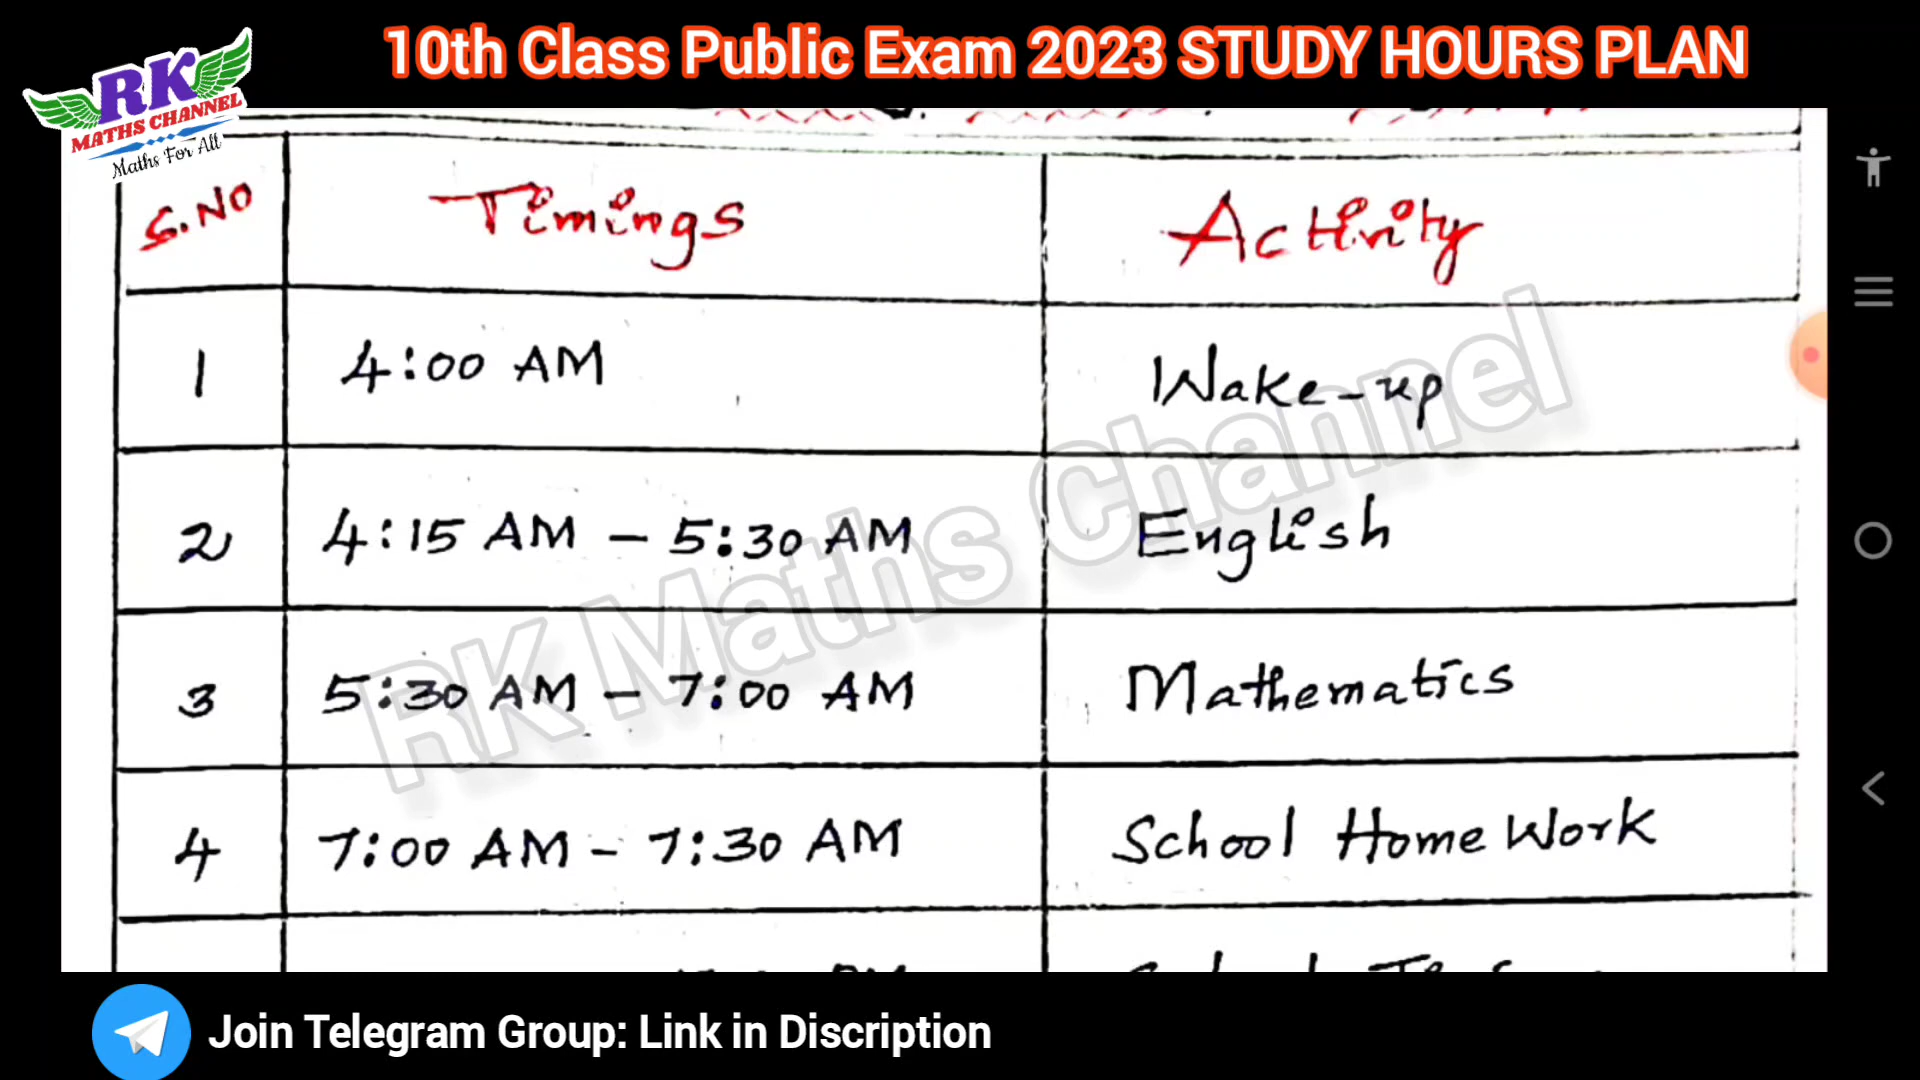 10th Class Public Exam 2023 STUDY HOURS PLAN
RK
MATHS CHANNEL
Maths For All
S.NO Timings Activity
1 4:00 AM Wake-up
2 4:15 AM - 5:30 AM English
3 5:30 AM - 7:00 AM Mathematics
4 7:00 AM - 7:30 AM School Home Work
RK Maths Channel
Join Telegram Group: Link in Discription